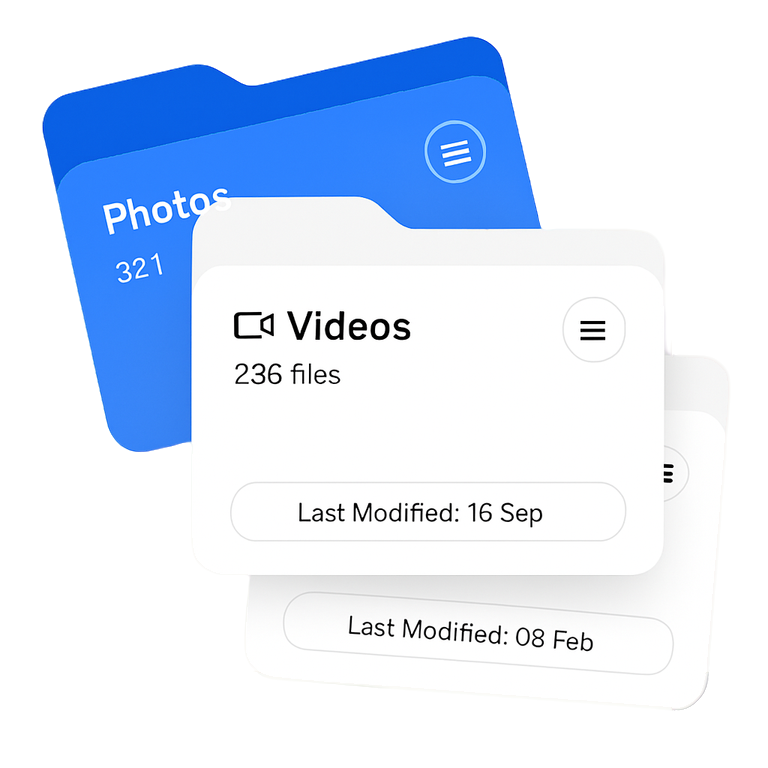 Photos
321
Videos
236 files
Last Modified: 16 Sep
Last Modified: 08 Feb